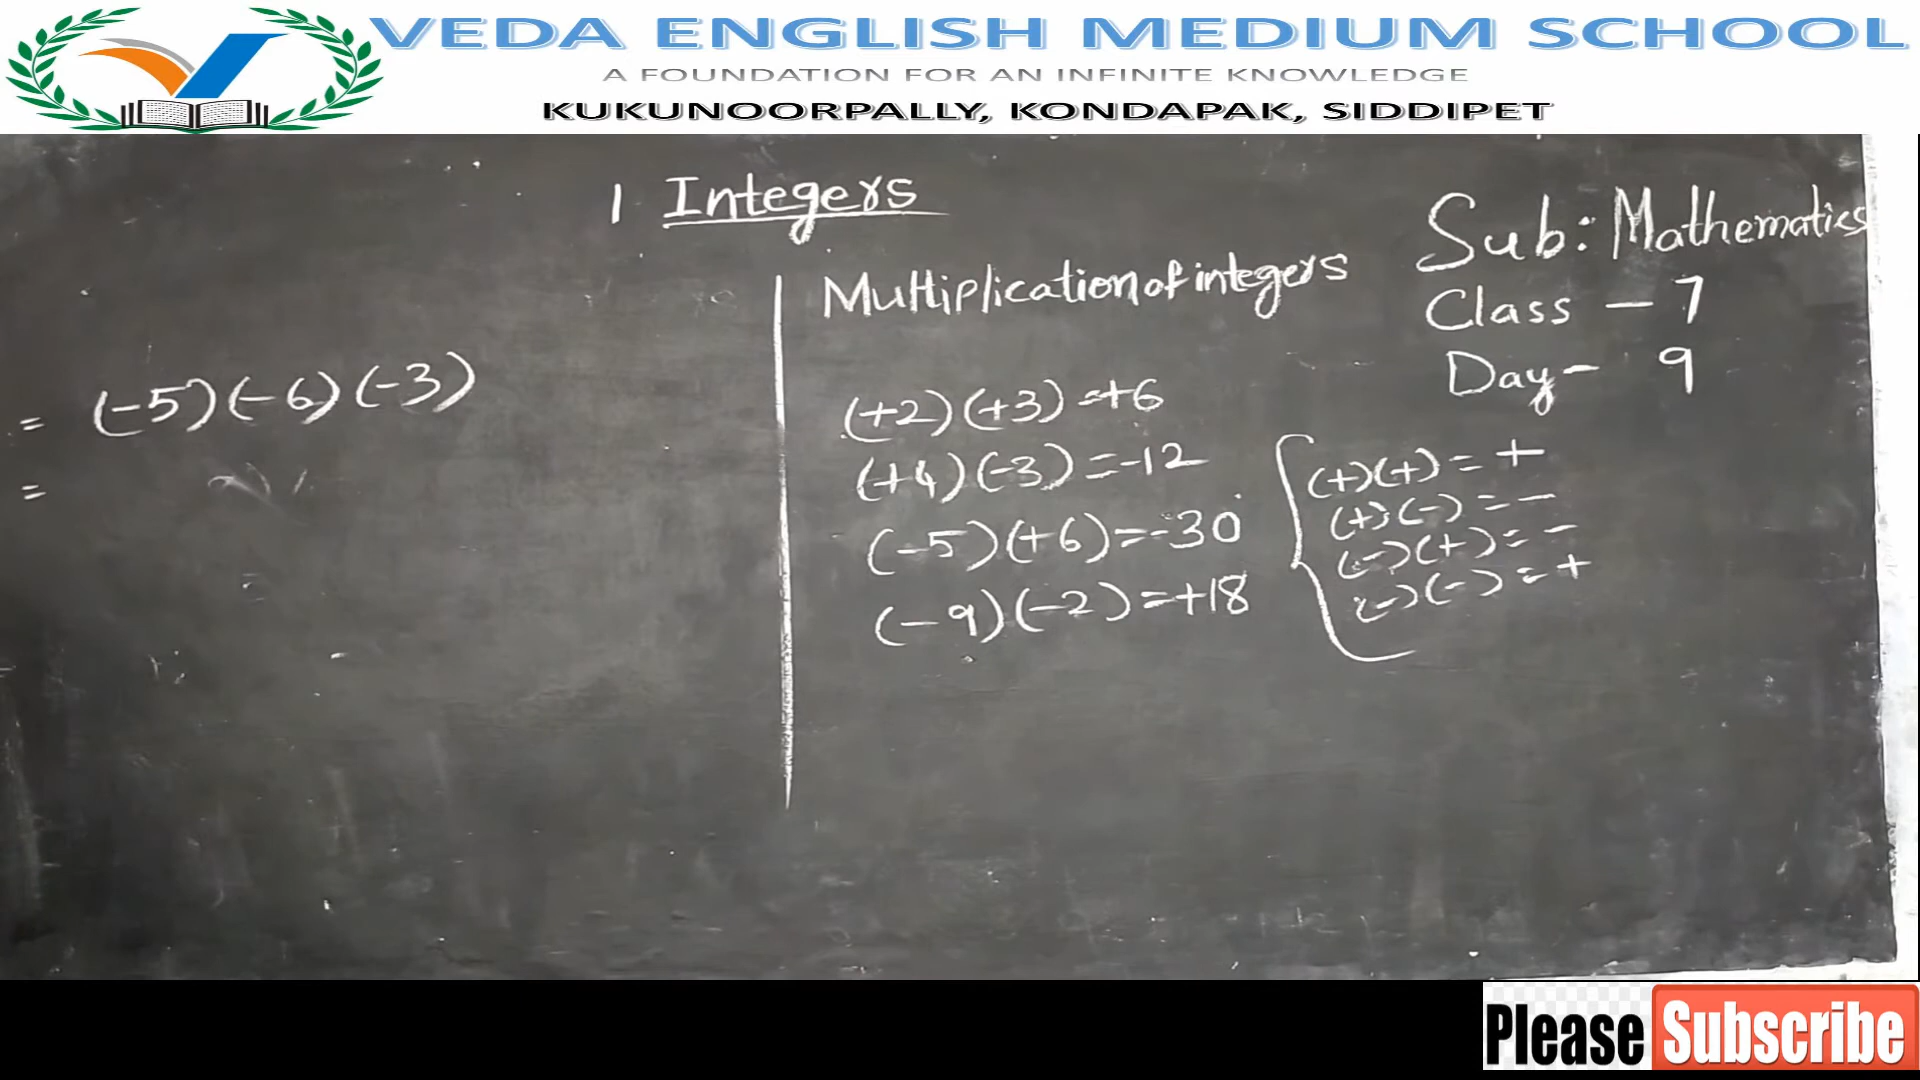 VEDA ENGLISH MEDIUM SCHOOL
A FOUNDATION FOR AN INFINITE KNOWLEDGE
KUKUNOORPALLY, KONDAPAK, SIDDIPET
1 Integers
Sub: Mathematics
Class - 7
Day - 9
= (-5)(-6)(-3)
=
Multiplication of integers
(+2)(+3)=+6
(+4)(-3)=-12
(-5)(+6)=-30
(-9)(-2)=+18
(+)(+)=+
(+)(-)=-
(-)(+)=-
(-)(-)=+
Please Subscribe